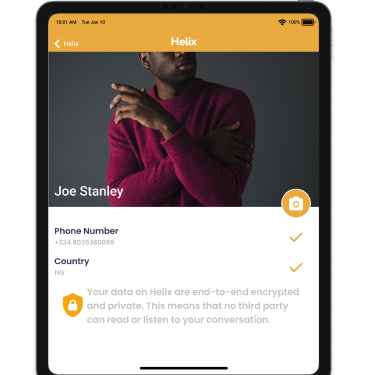 10:01 AM Tue Jan 10
100%
Helix
Helix
Joe Stanley
Phone Number
+234 8035360098
Country
NG
Your data on Helix are end-to-end encrypted
and private. This means that no third party
can read or listen to your conversation.